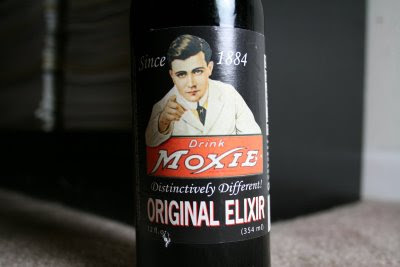 Since 1884
Drink
MOXIE
Distinctively Different!
ORIGINAL ELIXIR
(354 ml)